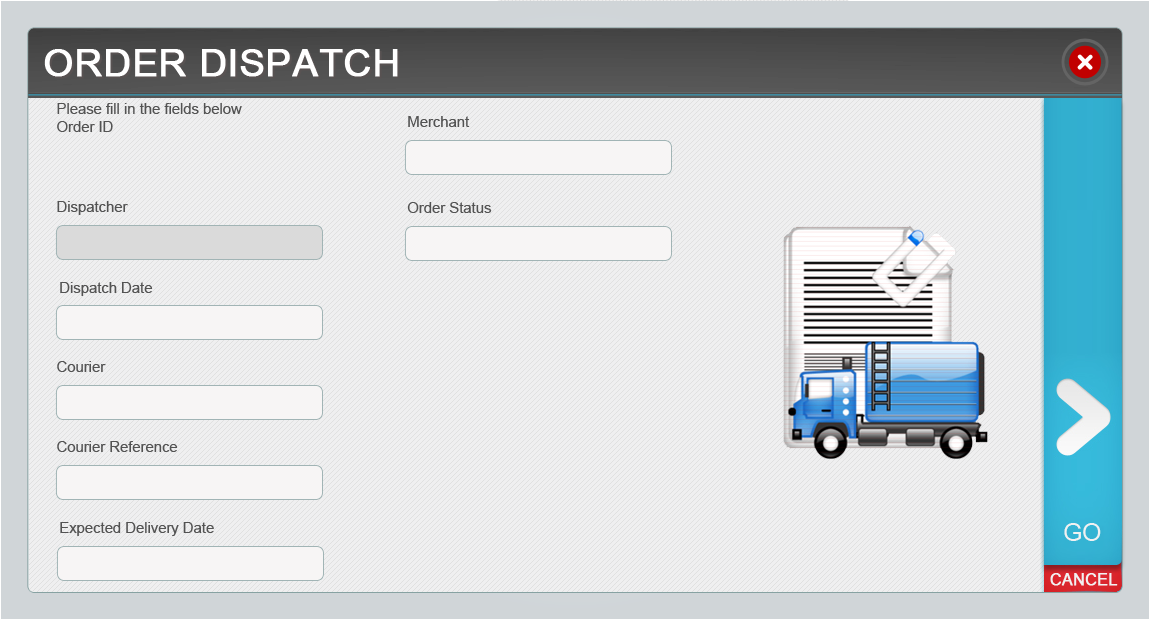 ORDER DISPATCH
Please fill in the fields below
Order ID
Merchant
Dispatcher
Order Status
Dispatch Date
Courier
Courier Reference
Expected Delivery Date
GO
CANCEL